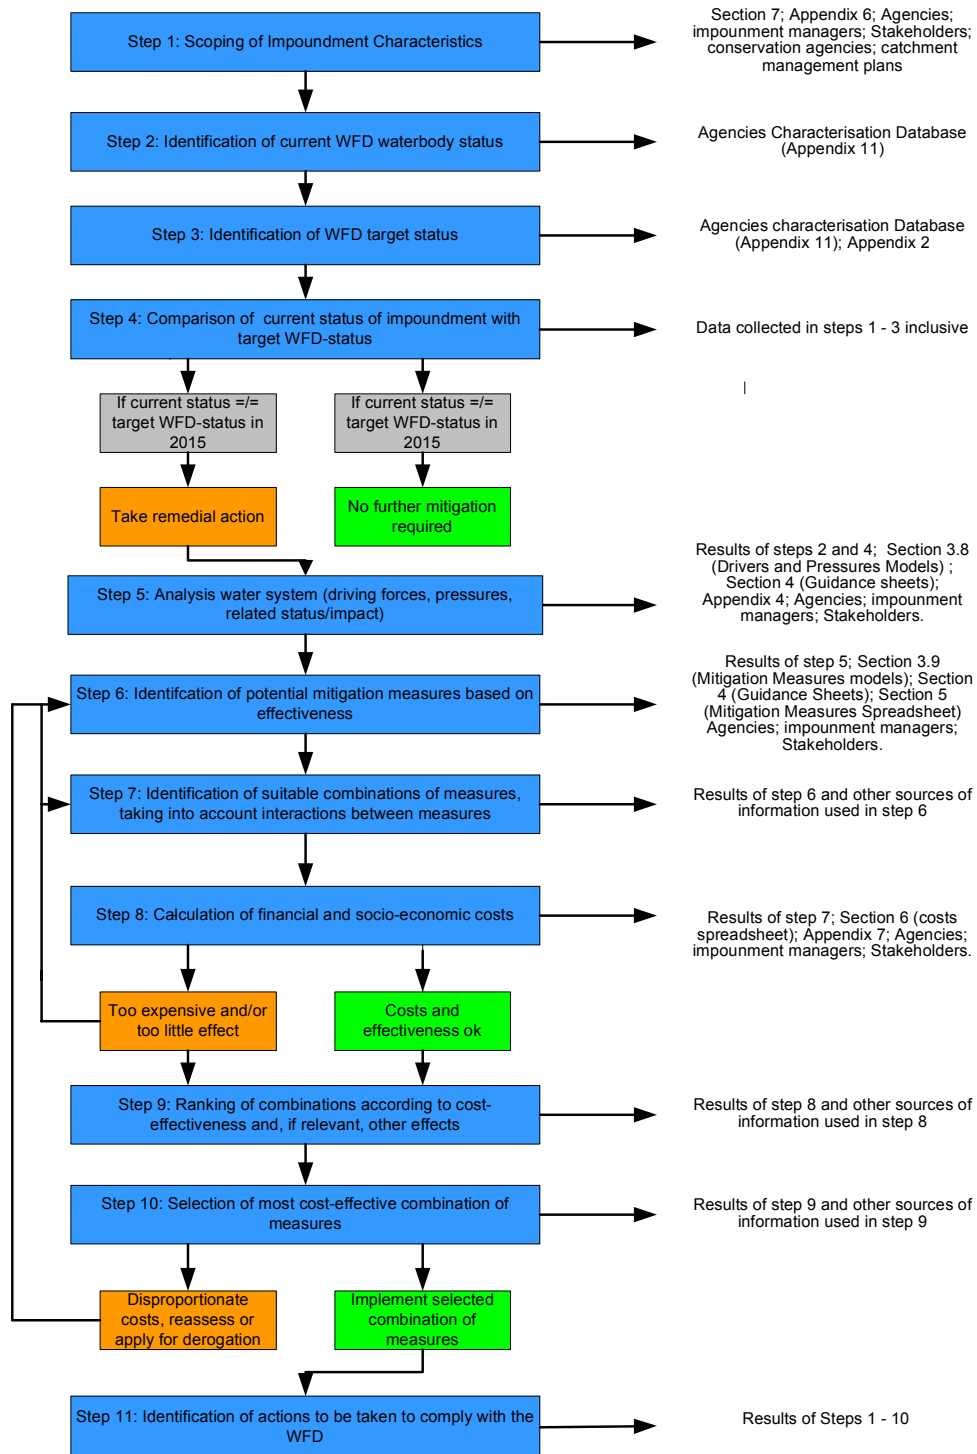 Step 1: Scoping of Impoundment Characteristics
Section 7; Appendix 6; Agencies;
impounment managers; Stakeholders;
conservation agencies; catchment
management plans
Step 2: Identification of current WFD waterbody status
Agencies Characterisation Database
(Appendix 11)
Step 3: Identification of WFD target status
Agencies characterisation Database
(Appendix 11); Appendix 2
Step 4: Comparison of  current status of impoundment with
target WFD-status
Data collected in steps 1 - 3 inclusive
If current status =/=
target WFD-status in
2015
If current status =/=
target WFD-status in
2015
Take remedial action
No further mitigation
required
Step 5: Analysis water system (driving forces, pressures,
related status/impact)
Results of steps 2 and 4;  Section 3.8
(Drivers and Pressures Models) ;
Section 4 (Guidance sheets);
Appendix 4; Agencies; impounment
managers; Stakeholders.
Step 6: Identifcation of potential mitigation measures based on
effectiveness
Results of step 5; Section 3.9
(Mitigation Measures models); Section
4 (Guidance Sheets); Section 5
(Mitigation Measures Spreadsheet)
Agencies; impounment managers;
Stakeholders.
Step 7: Identification of suitable combinations of measures,
taking into account interactions between measures
Results of step 6 and other sources of
information used in step 6
Step 8: Calculation of financial and socio-economic costs
Results of step 7; Section 6 (costs
spreadsheet); Appendix 7; Agencies;
impounment managers; Stakeholders.
Too expensive and/or
too little effect
Costs and
effectiveness ok
Step 9: Ranking of combinations according to cost-
effectiveness and, if relevant, other effects
Results of step 8 and other sources of
information used in step 8
Step 10: Selection of most cost-effective combination of
measures
Results of step 9 and other sources of
information used in step 9
Disproportionate
costs, reassess or
apply for derogation
Implement selected
combination of
measures
Step 11: Identification of actions to be taken to comply with the
WFD
Results of Steps 1 - 10